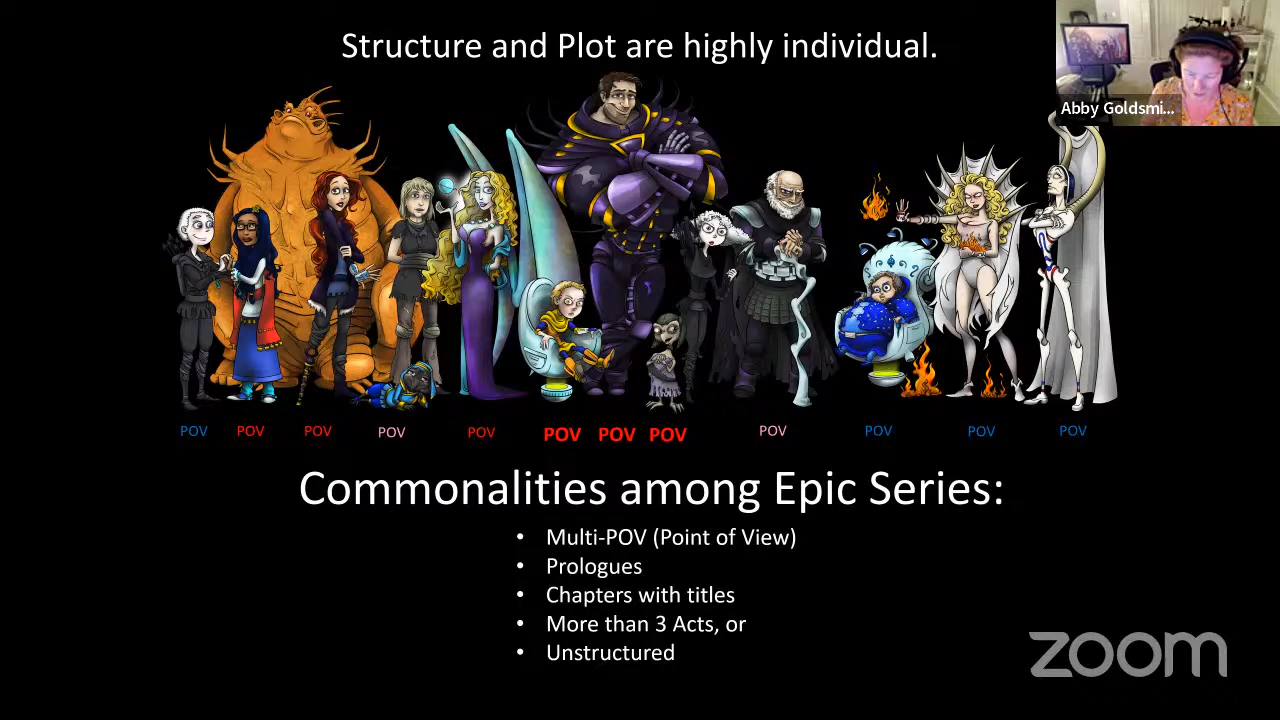 Structure and Plot are highly individual.
Abby Goldsmi...
POV POV POV POV POV POV POV POV POV POV POV POV
Commonalities among Epic Series:
• Multi-POV (Point of View)
• Prologues
• Chapters with titles
• More than 3 Acts, or
• Unstructured
zoom